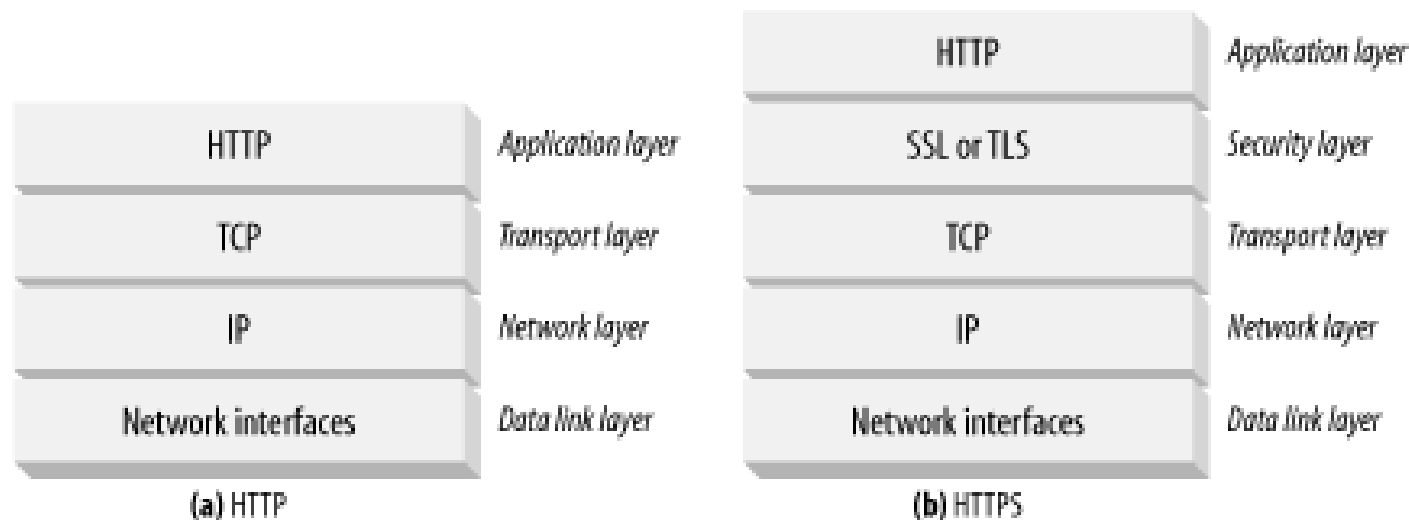 HTTP Application layer
TCP Transport layer
IP Network layer
Network interfaces Data link layer
(a) HTTP
HTTP Application layer
SSL or TLS Security layer
TCP Transport layer
IP Network layer
Network interfaces Data link layer
(b) HTTPS